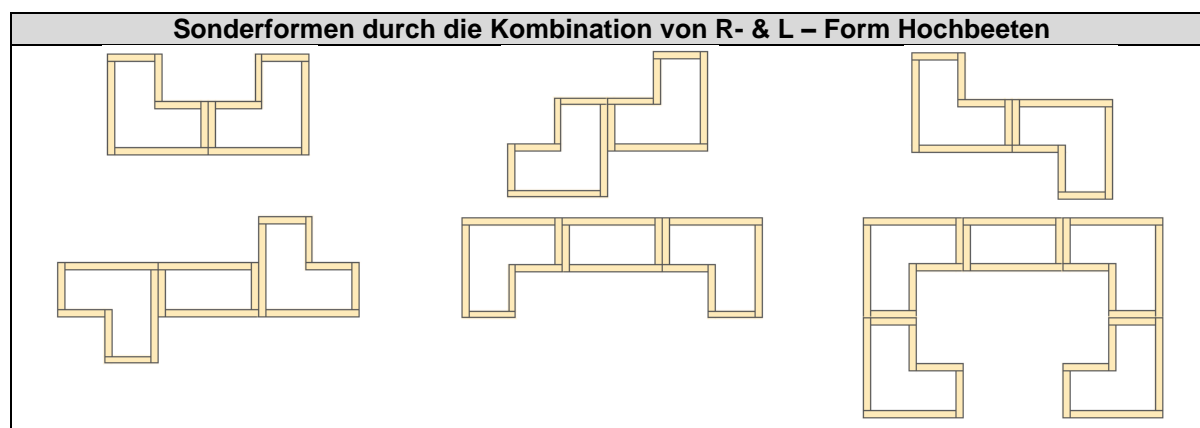 Sonderformen durch die Kombination von R- & L – Form Hochbeeten